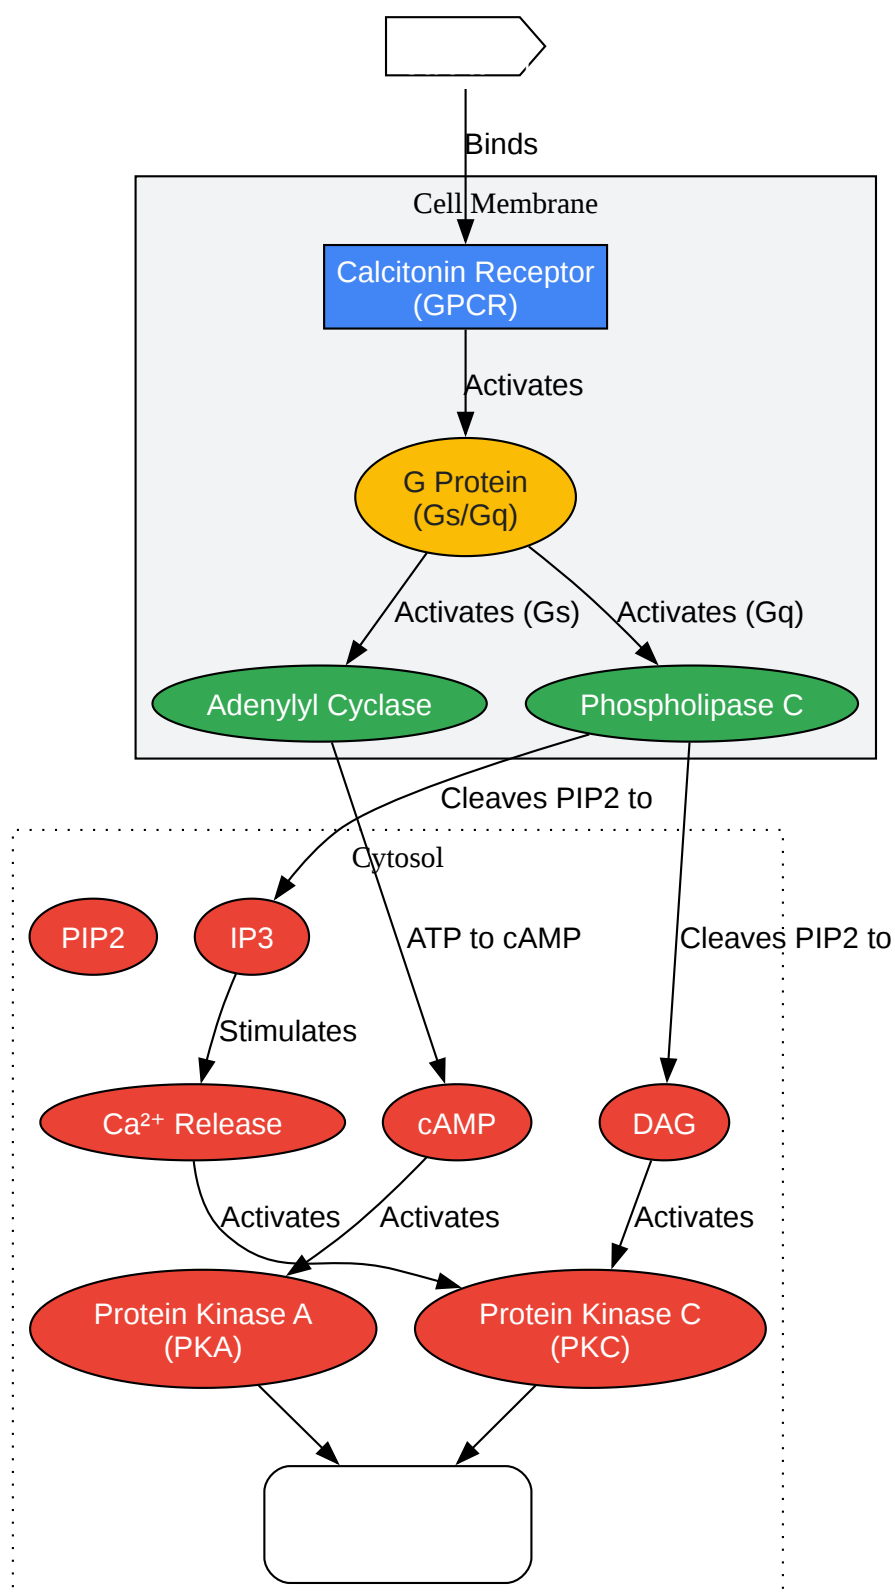 Binds
Cell Membrane
Calcitonin Receptor
(GPCR)
Activates
G Protein
(Gs/Gq)
Activates (Gs)
Activates (Gq)
Adenylyl Cyclase
Phospholipase C
Cleaves PIP2 to
Cytosol
PIP2
IP3
ATP to cAMP
Cleaves PIP2 to
Stimulates
Ca²⁺ Release
cAMP
DAG
Activates
Activates
Activates
Protein Kinase A
(PKA)
Protein Kinase C
(PKC)